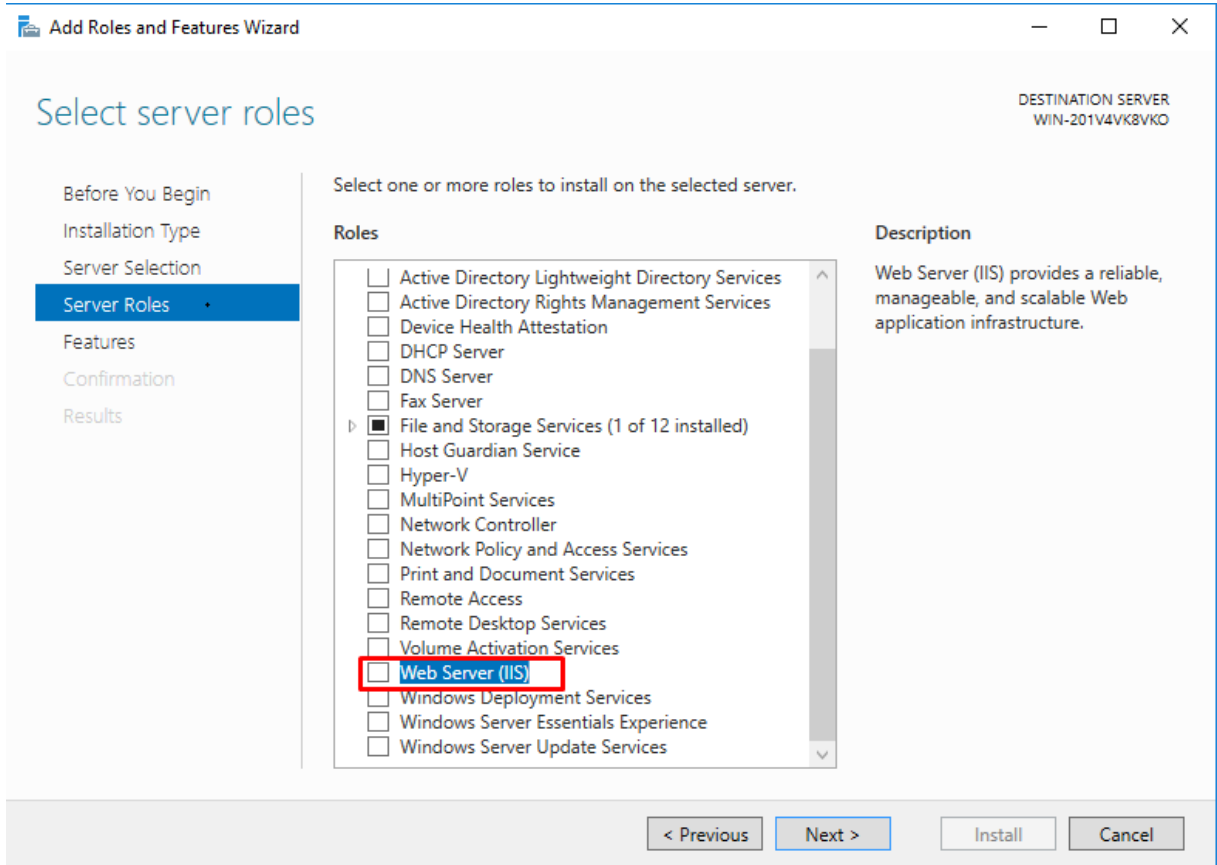 Add Roles and Features Wizard
Select server roles
DESTINATION SERVER
WIN-201V4VK8VKO
Before You Begin
Installation Type
Server Selection
Server Roles
Features
Confirmation
Results
Select one or more roles to install on the selected server.
Roles
Active Directory Lightweight Directory Services
Active Directory Rights Management Services
Device Health Attestation
DHCP Server
DNS Server
Fax Server
File and Storage Services (1 of 12 installed)
Host Guardian Service
Hyper-V
MultiPoint Services
Network Controller
Network Policy and Access Services
Print and Document Services
Remote Access
Remote Desktop Services
Volume Activation Services
Web Server (IIS)
Windows Deployment Services
Windows Server Essentials Experience
Windows Server Update Services
Description
Web Server (IIS) provides a reliable,
manageable, and scalable Web
application infrastructure.
< Previous
Next >
Install
Cancel